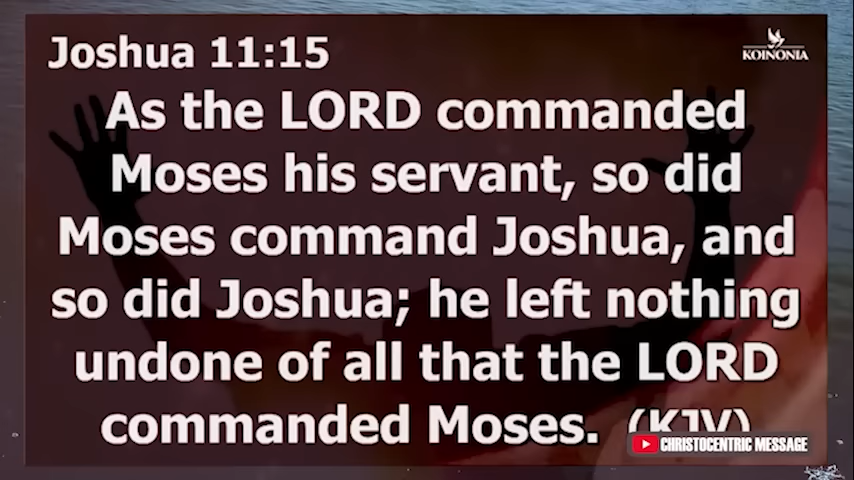 Joshua 11:15
KOINONIA
As the LORD commanded
Moses his servant, so did
Moses command Joshua, and
so did Joshua; he left nothing
undone of all that the LORD
commanded Moses. (KJV)
CHRISTOCENTRIC MESSAGE